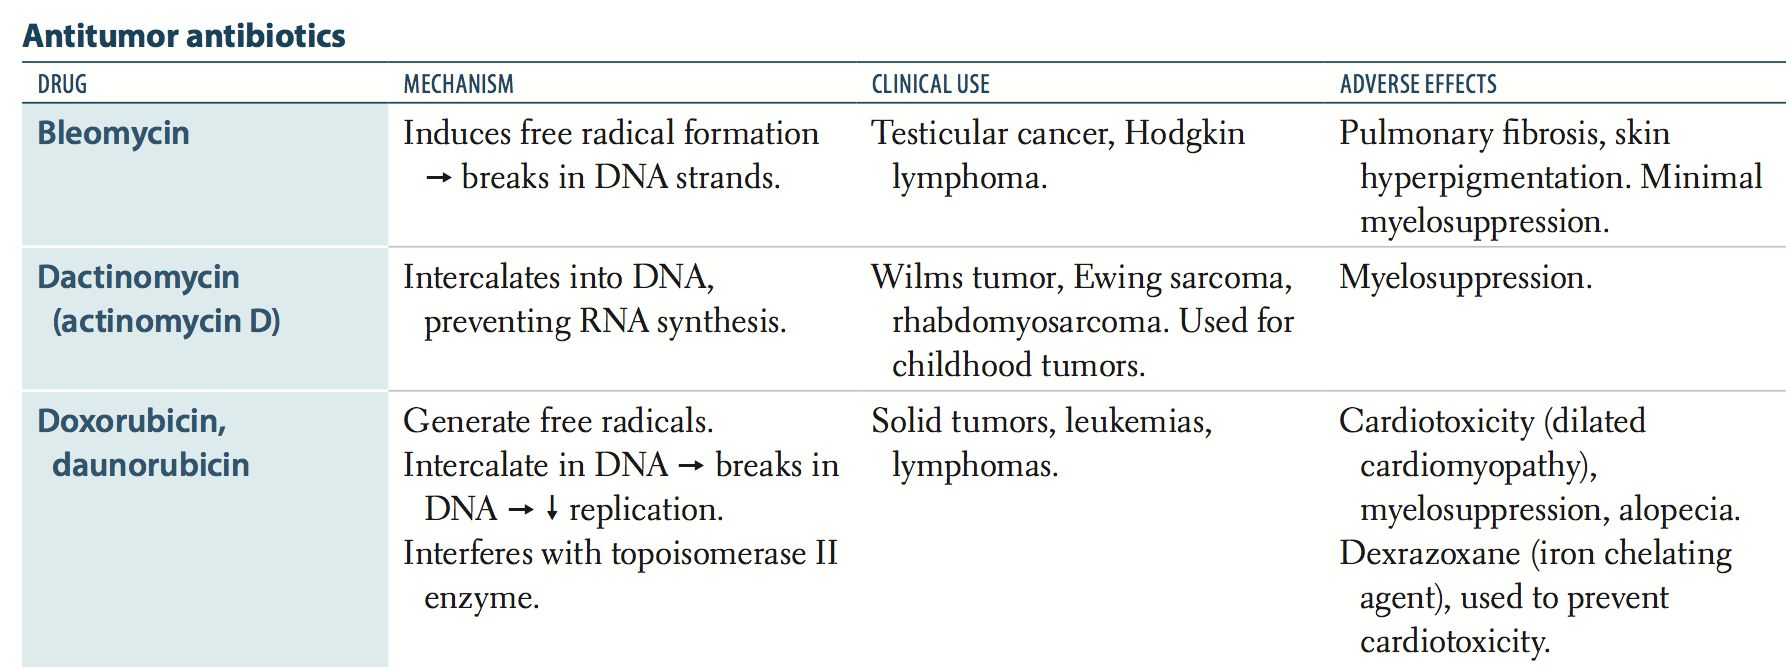 Antitumor antibiotics
DRUG
MECHANISM
CLINICAL USE
ADVERSE EFFECTS
Bleomycin
Induces free radical formation
→ breaks in DNA strands.
Testicular cancer, Hodgkin
lymphoma.
Pulmonary fibrosis, skin
hyperpigmentation. Minimal
myelosuppression.
Dactinomycin
(actinomycin D)
Intercalates into DNA,
preventing RNA synthesis.
Wilms tumor, Ewing sarcoma,
rhabdomyosarcoma. Used for
childhood tumors.
Myelosuppression.
Doxorubicin,
daunorubicin
Generate free radicals.
Intercalate in DNA → breaks in
DNA → ↓ replication.
Interferes with topoisomerase II
enzyme.
Solid tumors, leukemias,
lymphomas.
Cardiotoxicity (dilated
cardiomyopathy),
myelosuppression, alopecia.
Dexrazoxane (iron chelating
agent), used to prevent
cardiotoxicity.